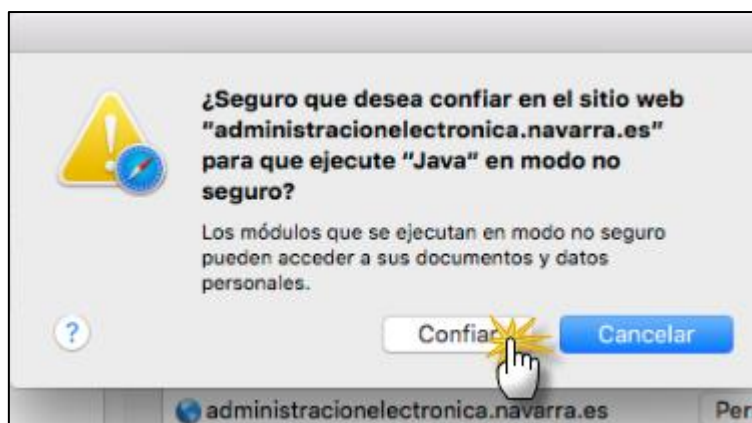 ¿Seguro que desea confiar en el sitio web
"administracionelectronica.navarra.es"
para que ejecute "Java" en modo no
seguro?
Los módulos que se ejecutan en modo no seguro
pueden acceder a sus documentos y datos
personales.
?
Confiar
Cancelar
administracionelectronica.navarra.es
Per